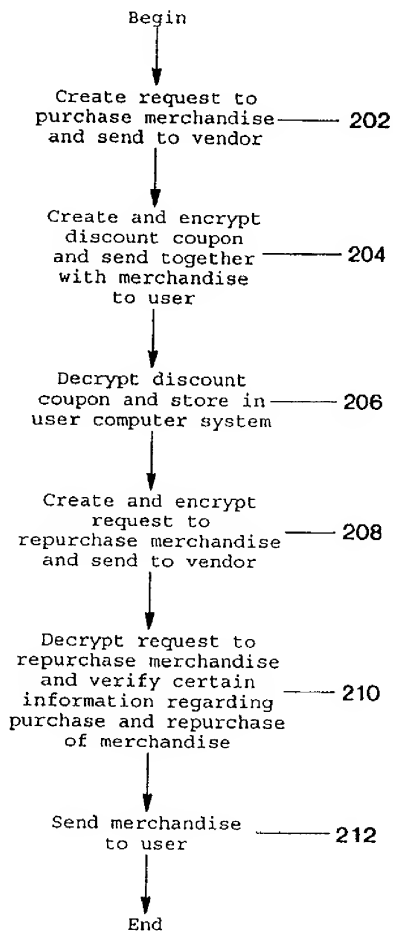 Begin
Create request to
purchase merchandise
and send to vendor
202
Create and encrypt
discount coupon
and send together
with merchandise
to user
204
Decrypt discount
coupon and store in
user computer system
206
Create and encrypt
request to
repurchase merchandise
and send to vendor
208
Decrypt request to
repurchase merchandise
and verify certain
information regarding
purchase and repurchase
of merchandise
210
Send merchandise
to user
212
End